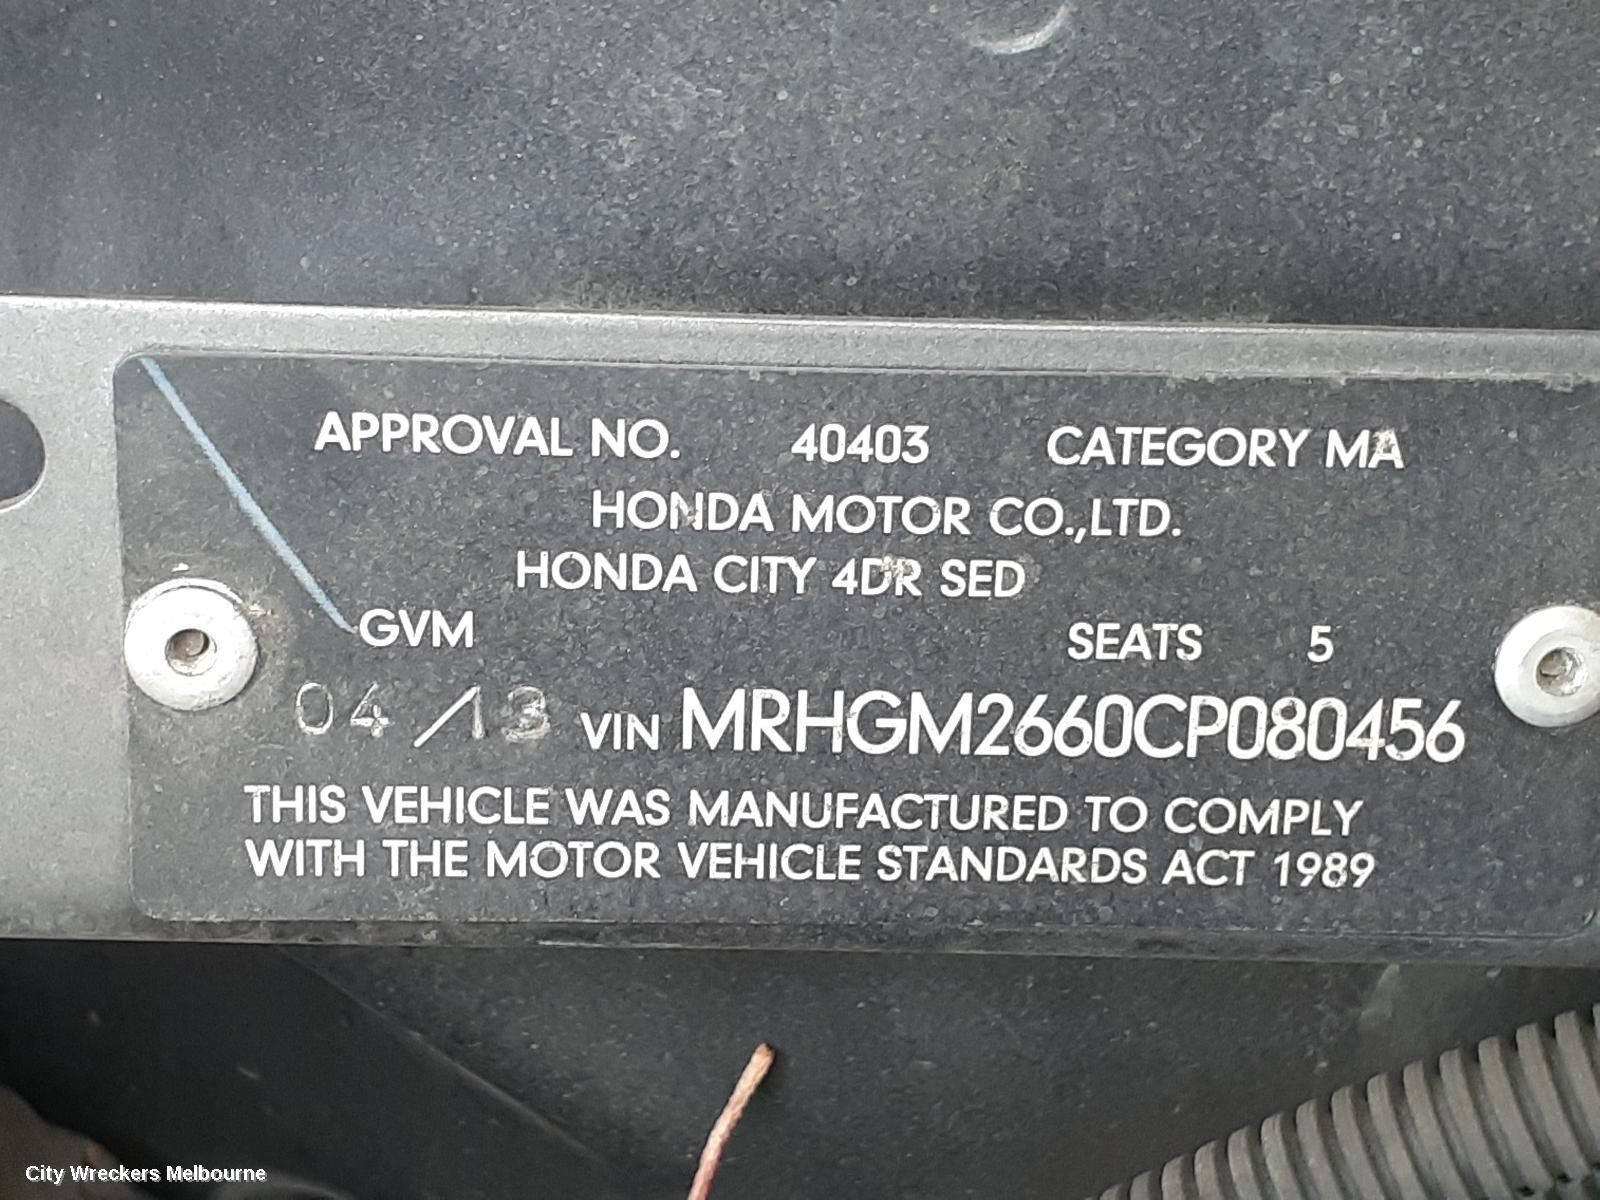 APPROVAL NO. 40403 CATEGORY MA
HONDA MOTOR CO.,LTD.
HONDA CITY 4DR SED
GVM SEATS 5
04 /13 VIN MRHGM2660CP080456
THIS VEHICLE WAS MANUFACTURED TO COMPLY
WITH THE MOTOR VEHICLE STANDARDS ACT 1989
City Wreckers Melbourne